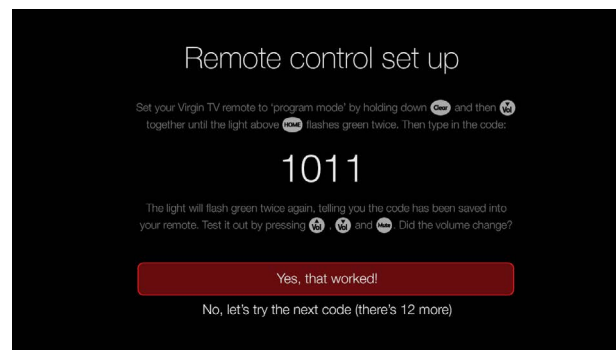 Remote control set up
Set your Virgin TV remote to 'program mode' by holding down Clear and then Vol
together until the light above HOME flashes green twice. Then type in the code:
1011
The light will flash green twice again, telling you the code has been saved into
your remote. Test it out by pressing Vol , Vol and Mute. Did the volume change?
Yes, that worked!
No, let's try the next code (there's 12 more)